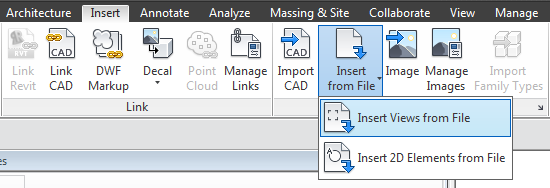 Architecture Insert Annotate Analyze Massing & Site Collaborate View Manage
Link Revit
Link CAD
DWF Markup
Decal
Point Cloud
Manage Links
Import CAD
Insert from File
Image
Manage Images
Import Family Types
Link
Insert Views from File
Insert 2D Elements from File